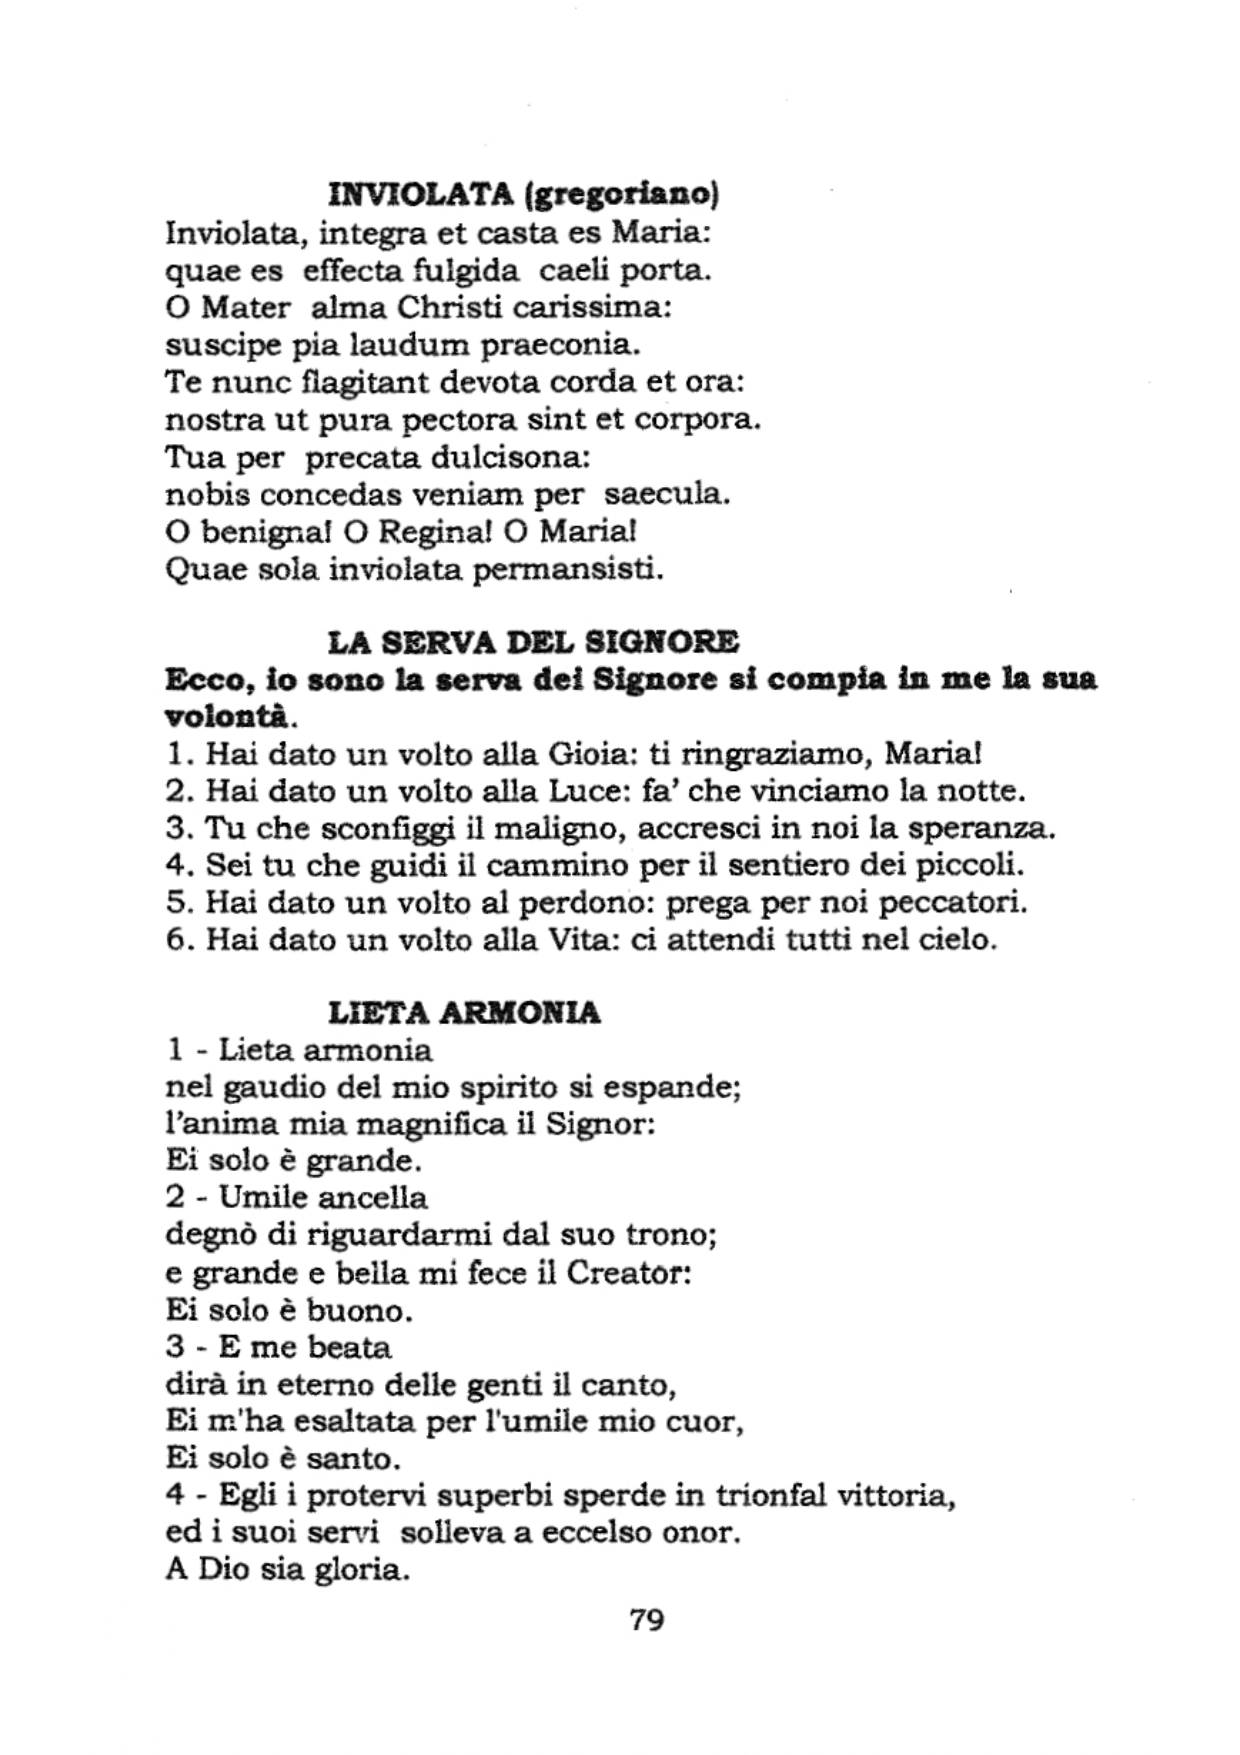 INVIOLATA (gregoriano)
Inviolata, integra et casta es Maria:
quae es effecta fulgida caeli porta.
O Mater alma Christi carissima:
suscipe pia laudum praeconia.
Te nunc flagitant devota corda et ora:
nostra ut pura pectora sint et corpora.
Tua per precata dulcisona:
nobis concedas veniam per saecula.
O benigna! O Regina! O Maria!
Quae sola inviolata permansisti.
LA SERVA DEL SIGNORE
Ecco, io sono la serva del Signore si compia in me la sua
volontà.
1. Hai dato un volto alla Gioia: ti ringraziamo, Maria!
2. Hai dato un volto alla Luce: fa' che vinciamo la notte.
3. Tu che sconfiggi il maligno, accresci in noi la speranza.
4. Sei tu che guidi il cammino per il sentiero dei piccoli.
5. Hai dato un volto al perdono: prega per noi peccatori.
6. Hai dato un volto alla Vita: ci attendi tutti nel cielo.
LIETA ARMONIA
1 - Lieta armonia
nel gaudio del mio spirito si espande;
l'anima mia magnifica il Signor:
Ei solo è grande.
2 - Umile ancella
degnò di riguardarmi dal suo trono;
e grande e bella mi fece il Creator:
Ei solo è buono.
3 - E me beata
dirà in eterno delle genti il canto,
Ei m'ha esaltata per l'umile mio cuor,
Ei solo è santo.
4 - Egli i protervi superbi sperde in trionfal vittoria,
ed i suoi servi solleva a eccelso onor.
A Dio sia gloria.
79